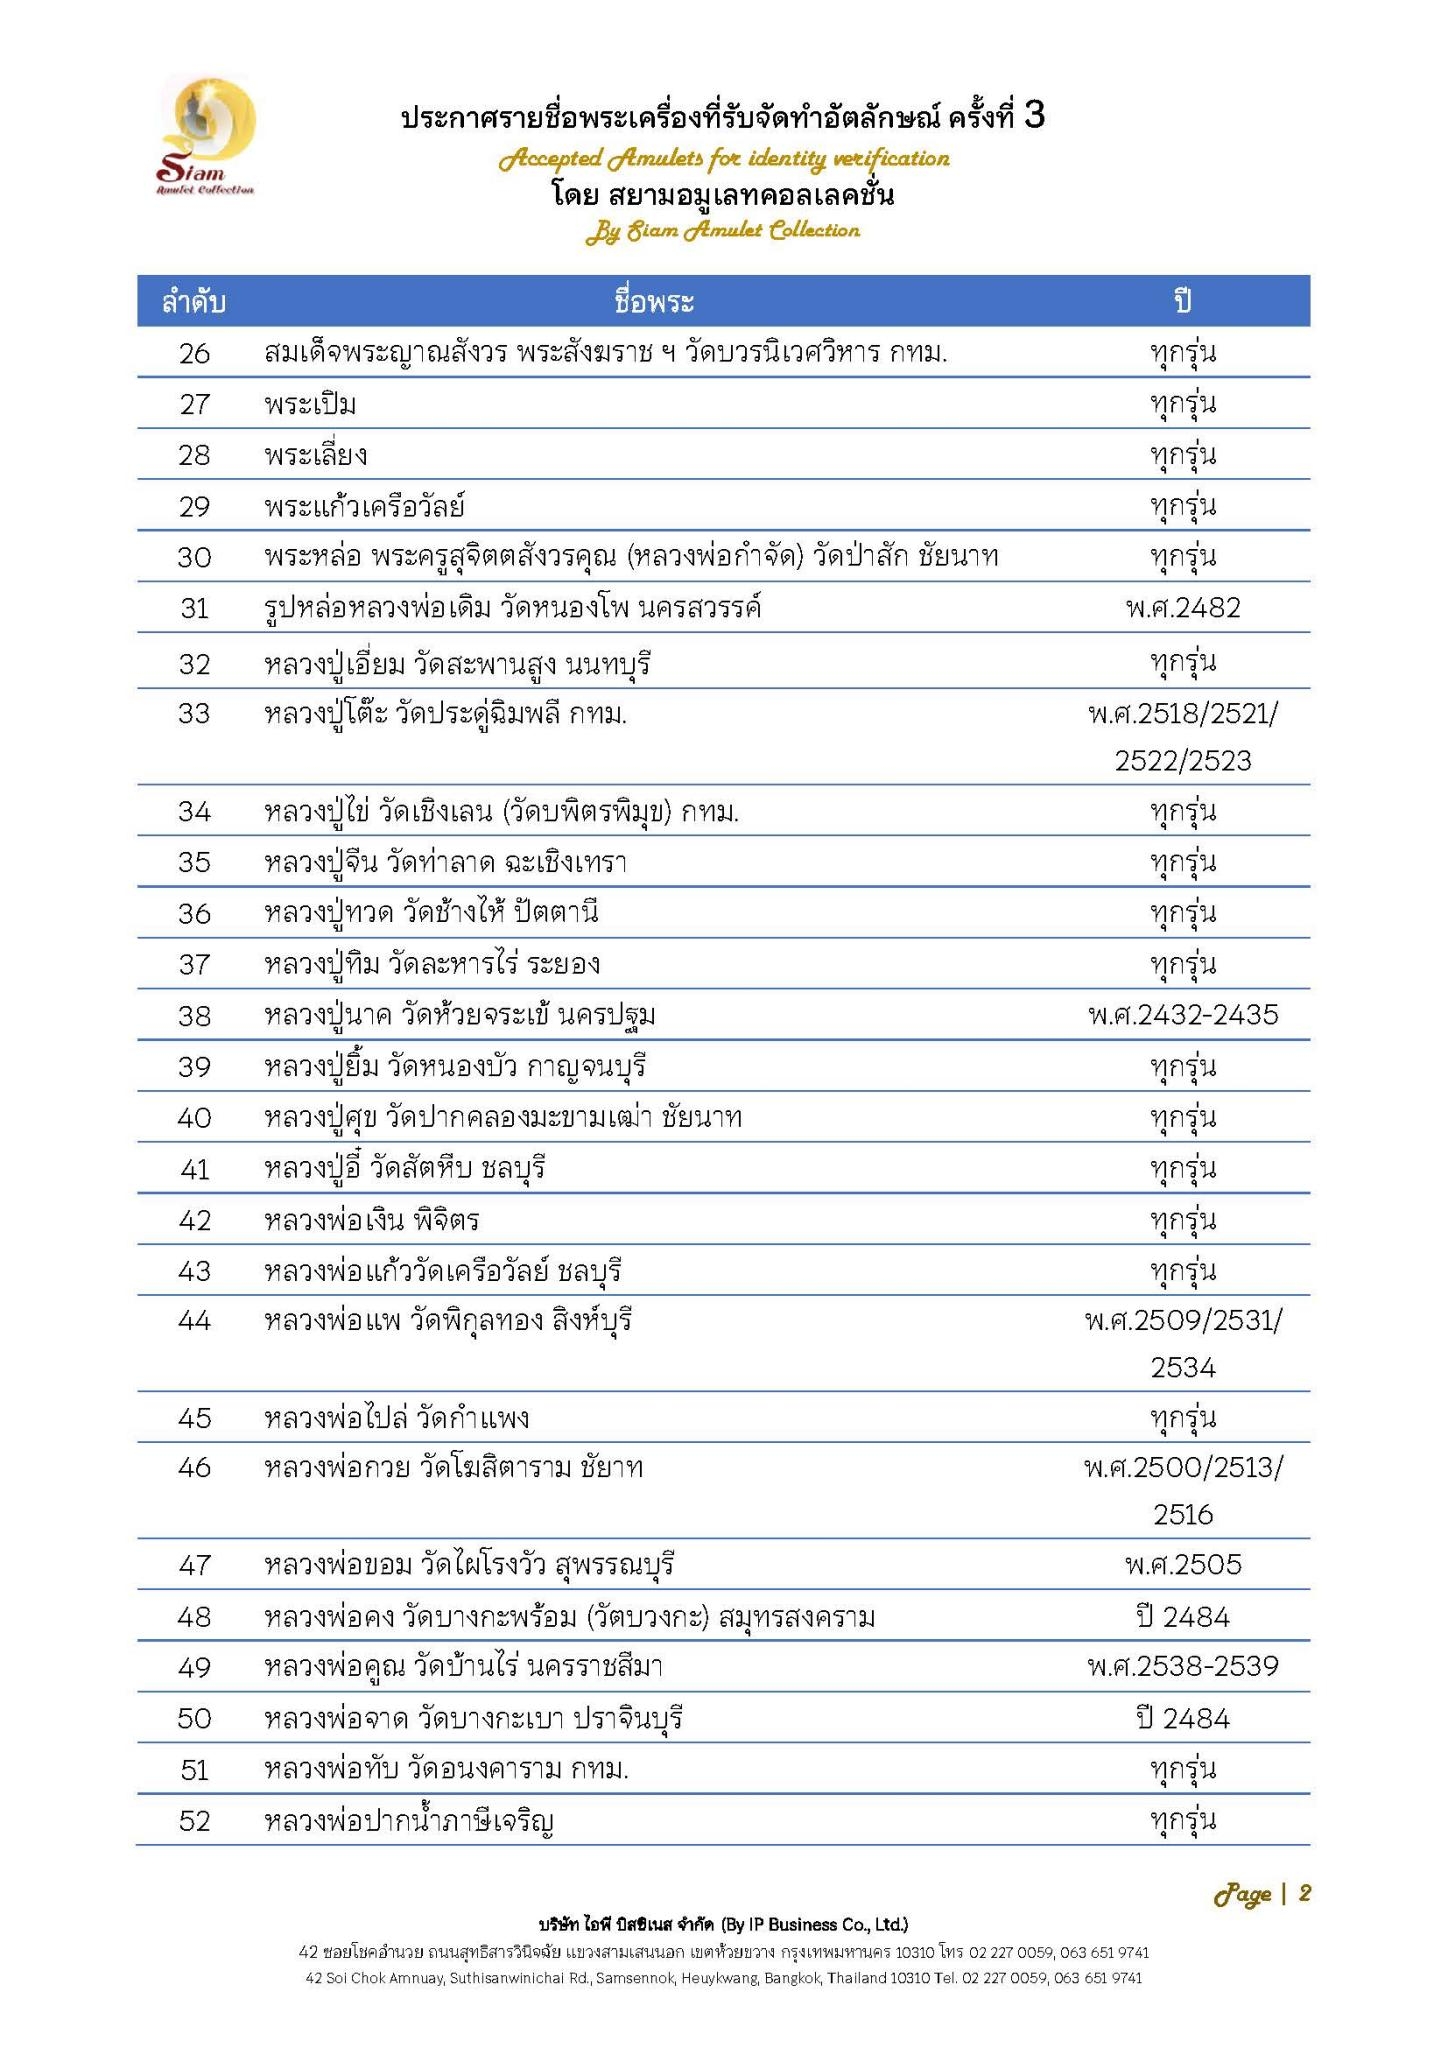 Siam
Amulet Collection
ประกาศรายชื่อพระเครื่องที่รับจัดทำอัตลักษณ์ ครั้งที่ 3
Accepted Amulets for identity verification
โดย สยามอมูเลทคอลเลคชั่น
By Siam Amulet Collection
ลำดับ ชื่อพระ ปี
26 สมเด็จพระญาณสังวร พระสังฆราช ฯ วัดบวรนิเวศวิหาร กทม. ทุกรุ่น
27 พระเปิม ทุกรุ่น
28 พระเลี่ยง ทุกรุ่น
29 พระแก้วเครือวัลย์ ทุกรุ่น
30 พระหล่อ พระครูสุจิตตสังวรคุณ (หลวงพ่อกำจัด) วัดป่าสัก ชัยนาท ทุกรุ่น
31 รูปหล่อหลวงพ่อเดิม วัดหนองโพ นครสวรรค์ พ.ศ.2482
32 หลวงปู่เอี่ยม วัดสะพานสูง นนทบุรี ทุกรุ่น
33 หลวงปู่โต๊ะ วัดประดู่ฉิมพลี กทม. พ.ศ.2518/2521/
2522/2523
34 หลวงปู่ไข่ วัดเชิงเลน (วัดบพิตรพิมุข) กทม. ทุกรุ่น
35 หลวงปู่จีน วัดท่าลาด ฉะเชิงเทรา ทุกรุ่น
36 หลวงปู่ทวด วัดช้างไห้ ปัตตานี ทุกรุ่น
37 หลวงปู่ทิม วัดละหารไร่ ระยอง ทุกรุ่น
38 หลวงปู่นาค วัดห้วยจระเข้ นครปฐม พ.ศ.2432-2435
39 หลวงปู่ยิ้ม วัดหนองบัว กาญจนบุรี ทุกรุ่น
40 หลวงปู่ศุข วัดปากคลองมะขามเฒ่า ชัยนาท ทุกรุ่น
41 หลวงปู่อี๋ วัดสัตหีบ ชลบุรี ทุกรุ่น
42 หลวงพ่อเงิน พิจิตร ทุกรุ่น
43 หลวงพ่อแก้ววัดเครือวัลย์ ชลบุรี ทุกรุ่น
44 หลวงพ่อแพ วัดพิกุลทอง สิงห์บุรี พ.ศ.2509/2531/
2534
45 หลวงพ่อไปล่ วัดกำแพง ทุกรุ่น
46 หลวงพ่อกวย วัดโฆสิตาราม ชัยาท พ.ศ.2500/2513/
2516
47 หลวงพ่อขอม วัดไผ่โรงวัว สุพรรณบุรี พ.ศ.2505
48 หลวงพ่อคง วัดบางกะพร้อม (วัตบวงกะ) สมุทรสงคราม ปี 2484
49 หลวงพ่อคูณ วัดบ้านไร่ นครราชสีมา พ.ศ.2538-2539
50 หลวงพ่อจาด วัดบางกะเบา ปราจินบุรี ปี 2484
51 หลวงพ่อทับ วัดอนงคาราม กทม. ทุกรุ่น
52 หลวงพ่อปากน้ำภาษีเจริญ ทุกรุ่น
Page | 2
บริษัท ไอพี บิสซิเนส จำกัด (By IP Business Co., Ltd.)
42 ซอยโชคอำนวย ถนนสุทธิสารวินิจฉัย แขวงสามเสนนอก เขตห้วยขวาง กรุงเทพมหานคร 10310 โทร 02 227 0059, 063 651 9741
42 Soi Chok Amnuay, Suthisanwinichai Rd., Samsennok, Heuykwang, Bangkok, Thailand 10310 Tel. 02 227 0059, 063 651 9741